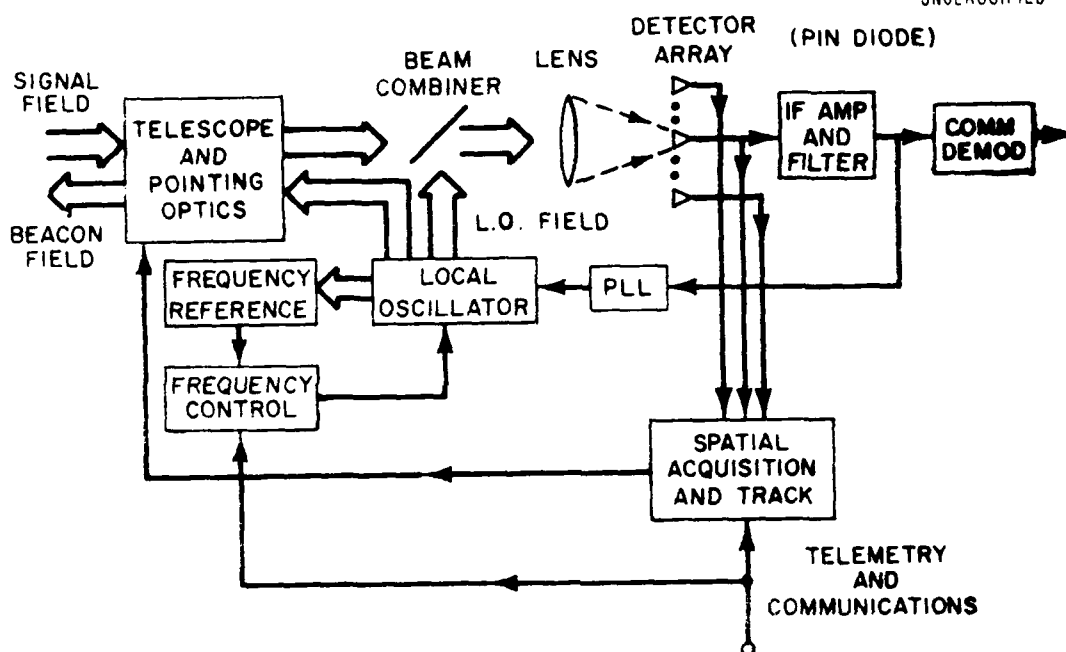 SIGNAL
FIELD
BEACON
FIELD
TELESCOPE
AND
POINTING
OPTICS
BEAM
COMBINER
LENS
DETECTOR
ARRAY
(PIN DIODE)
IF AMP
AND
FILTER
COMM
DEMOD
L.O. FIELD
FREQUENCY
REFERENCE
LOCAL
OSCILLATOR
PLL
FREQUENCY
CONTROL
SPATIAL
ACQUISITION
AND TRACK
TELEMETRY
AND
COMMUNICATIONS